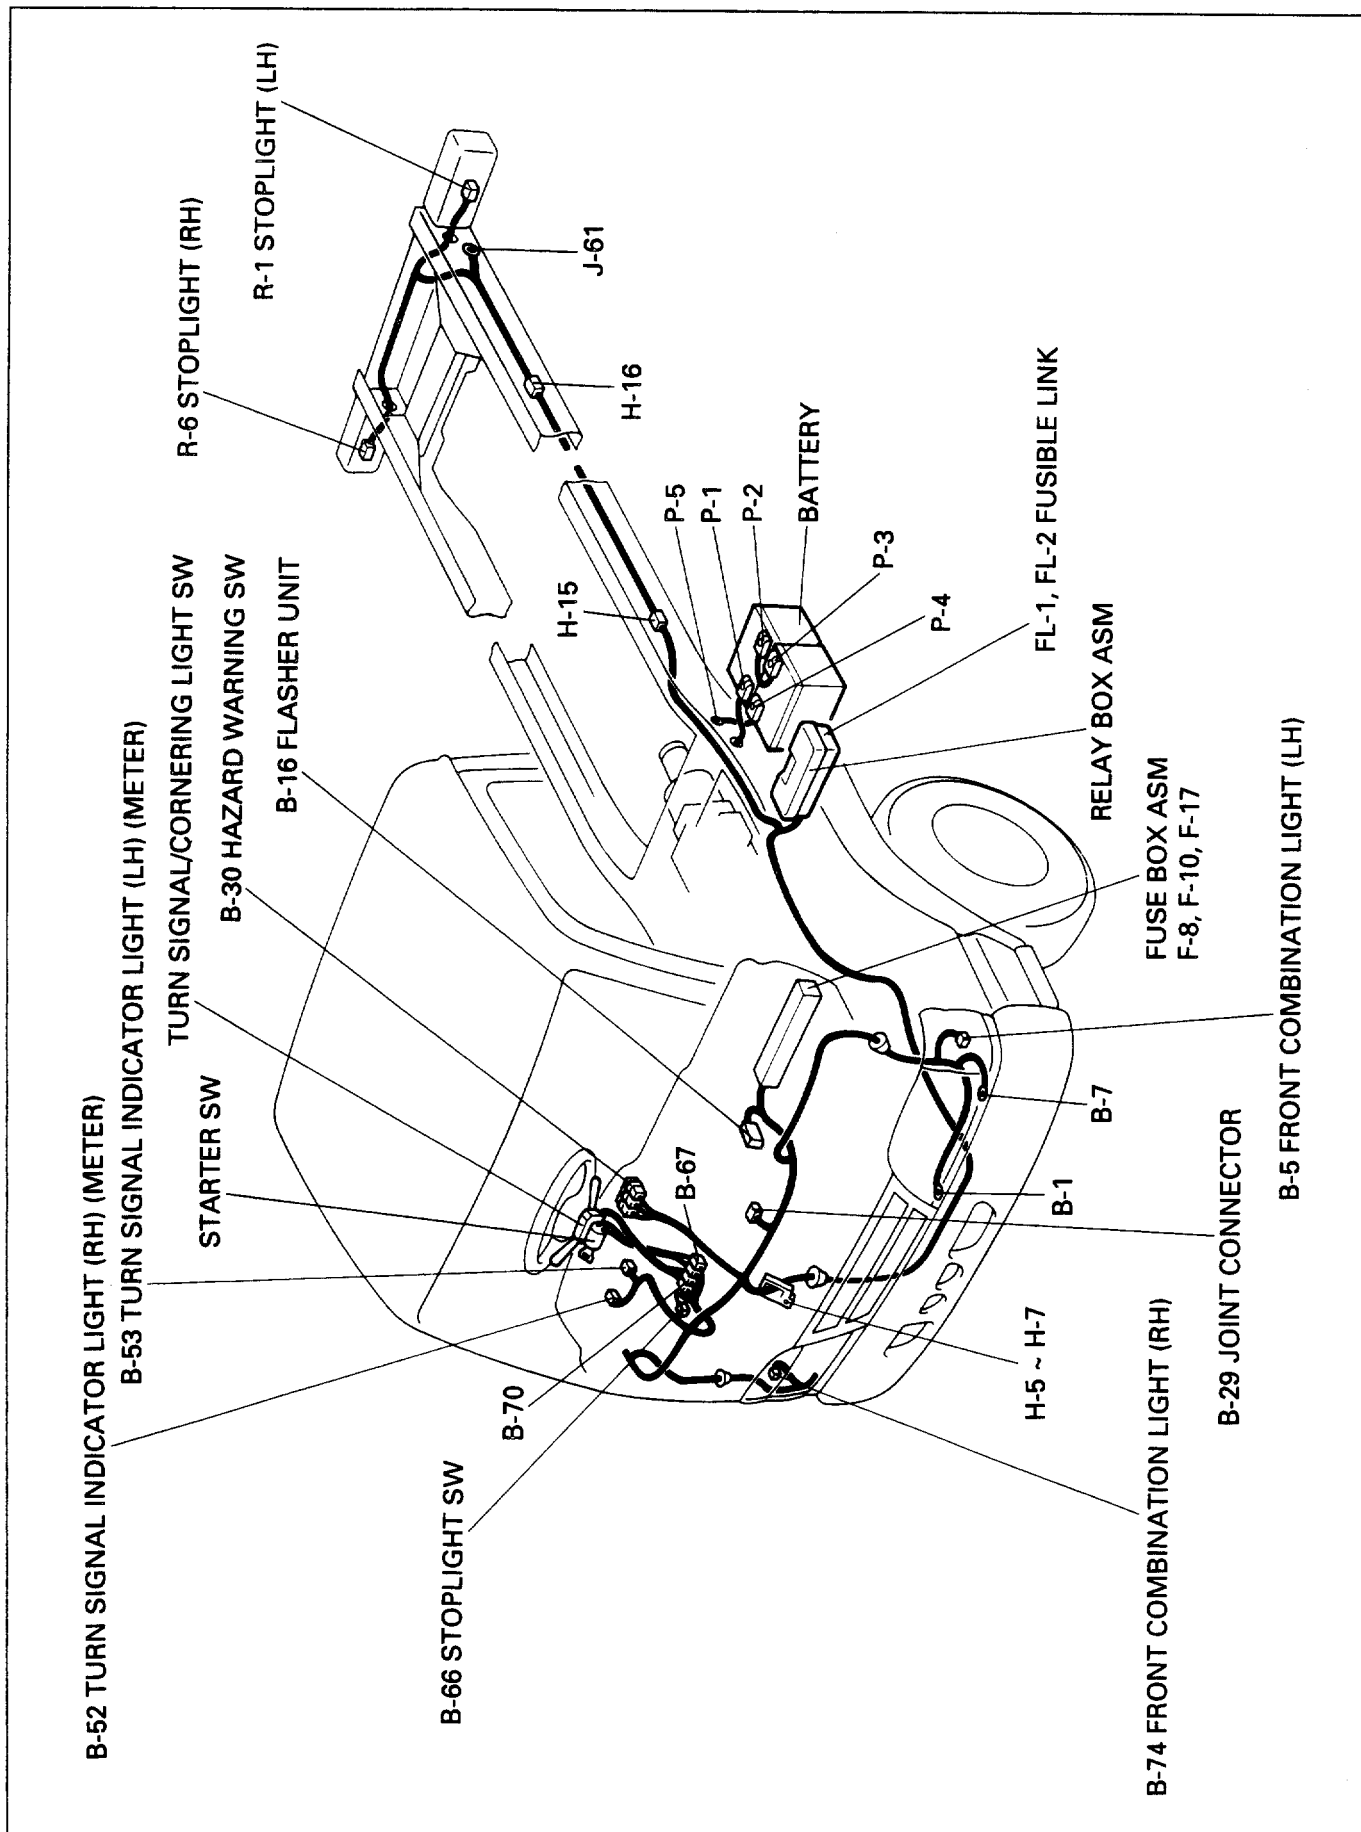 B-52 TURN SIGNAL INDICATOR LIGHT (RH) (METER)
B-53 TURN SIGNAL INDICATOR LIGHT (LH) (METER)
STARTER SW
TURN SIGNAL/CORNERING LIGHT SW
B-30 HAZARD WARNING SW
B-16 FLASHER UNIT
R-6 STOPLIGHT (RH)
R-1 STOPLIGHT (LH)
J-61
H-16
H-15
P-5
P-1
P-2
BATTERY
P-3
P-4
FL-1, FL-2 FUSIBLE LINK
RELAY BOX ASM
FUSE BOX ASM
F-8, F-10, F-17
B-5 FRONT COMBINATION LIGHT (LH)
B-7
B-1
B-67
B-70
B-66 STOPLIGHT SW
H-5 ~ H-7
B-29 JOINT CONNECTOR
B-74 FRONT COMBINATION LIGHT (RH)